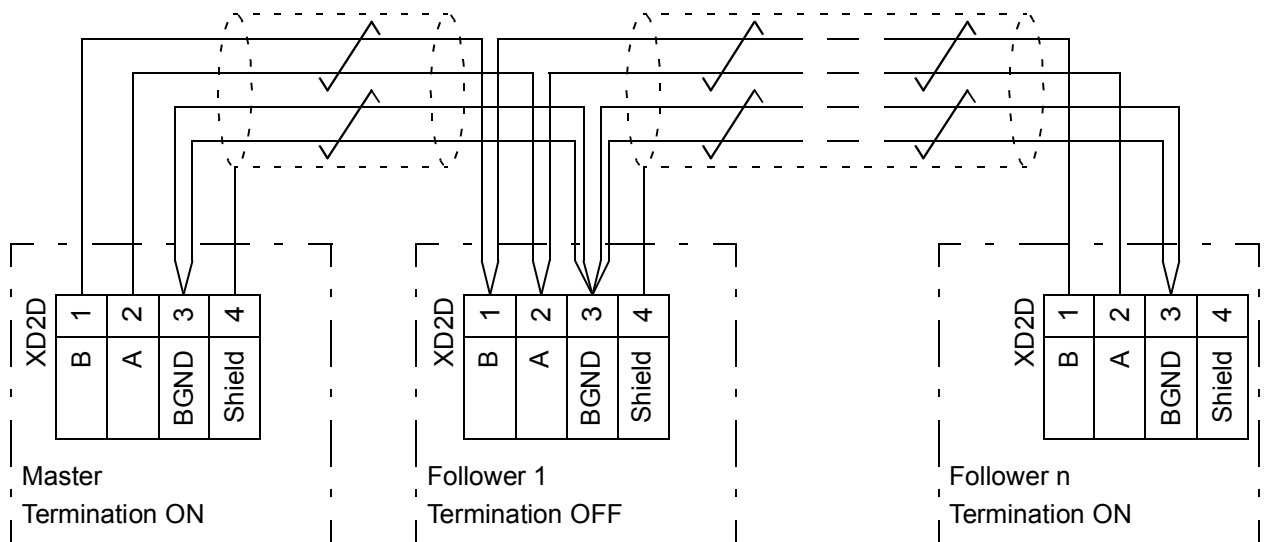 XD2D
1 2 3 4
B A BGND Shield
Master
Termination ON
XD2D
1 2 3 4
B A BGND Shield
Follower 1
Termination OFF
XD2D
1 2 3 4
B A BGND Shield
Follower n
Termination ON